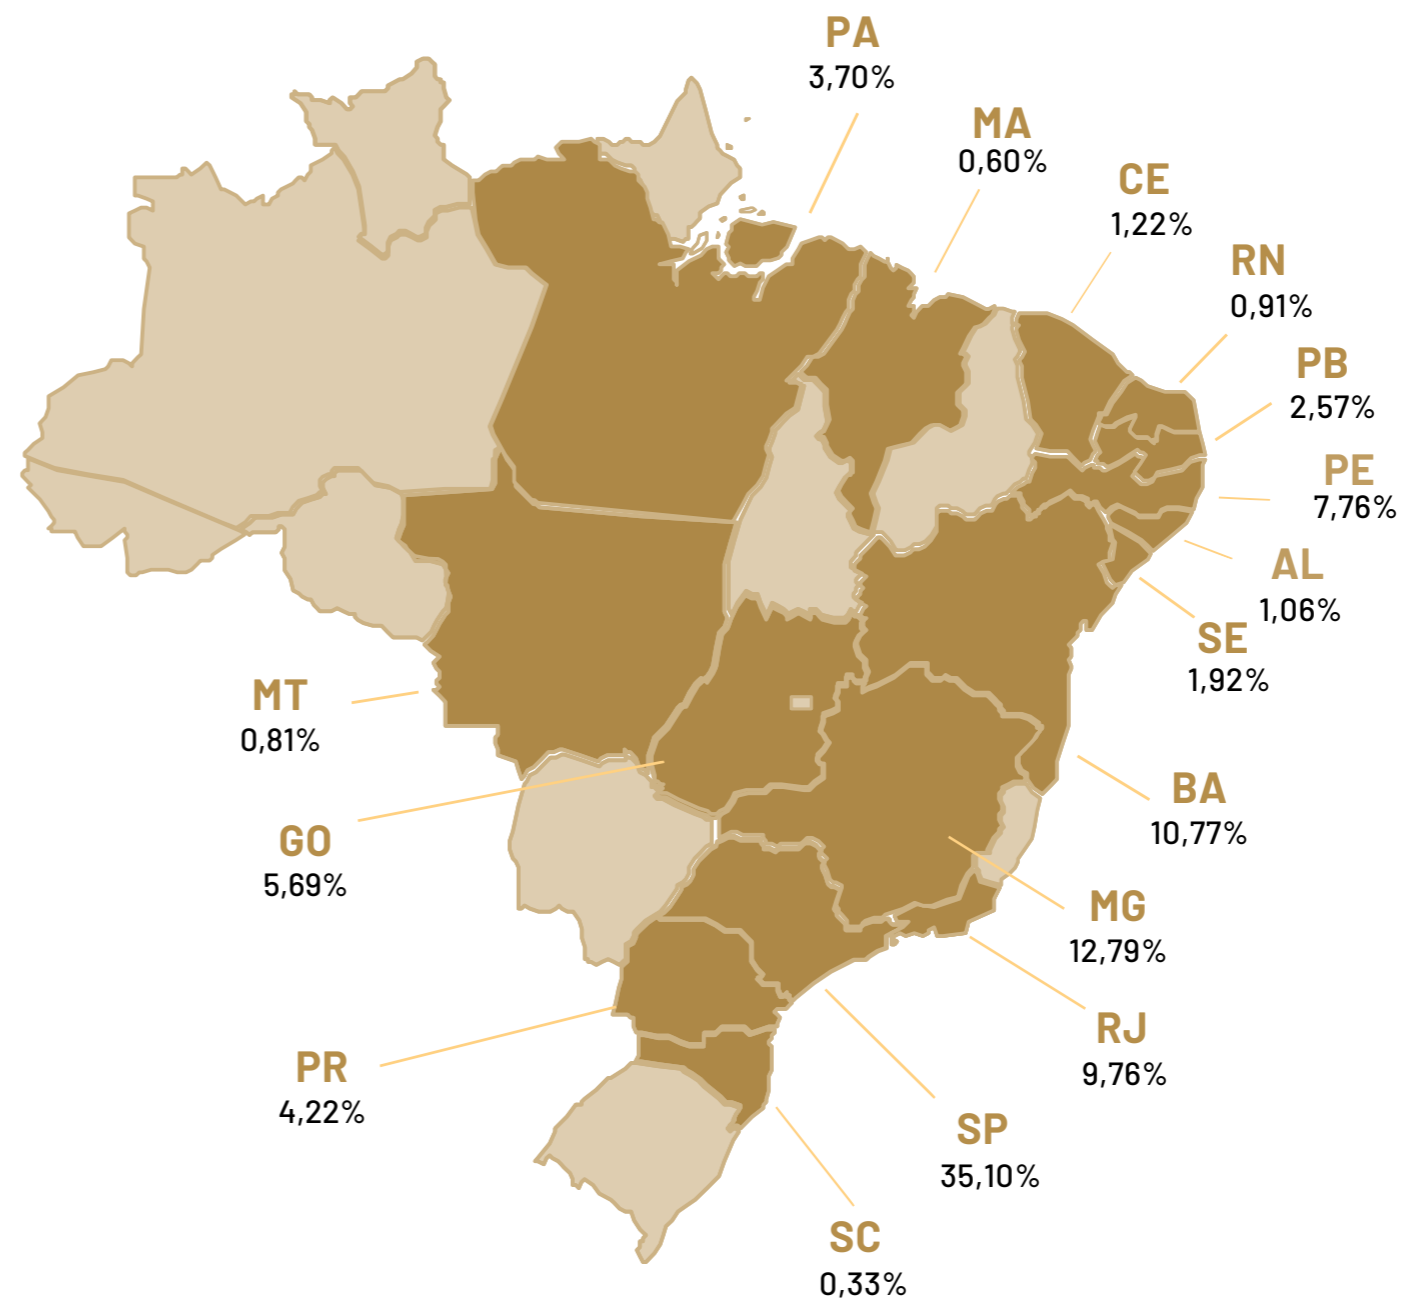 PA
3,70%
MA
0,60%
CE
1,22%
RN
0,91%
PB
2,57%
PE
7,76%
AL
1,06%
SE
1,92%
MT
0,81%
BA
10,77%
GO
5,69%
MG
12,79%
RJ
9,76%
PR
4,22%
SP
35,10%
SC
0,33%